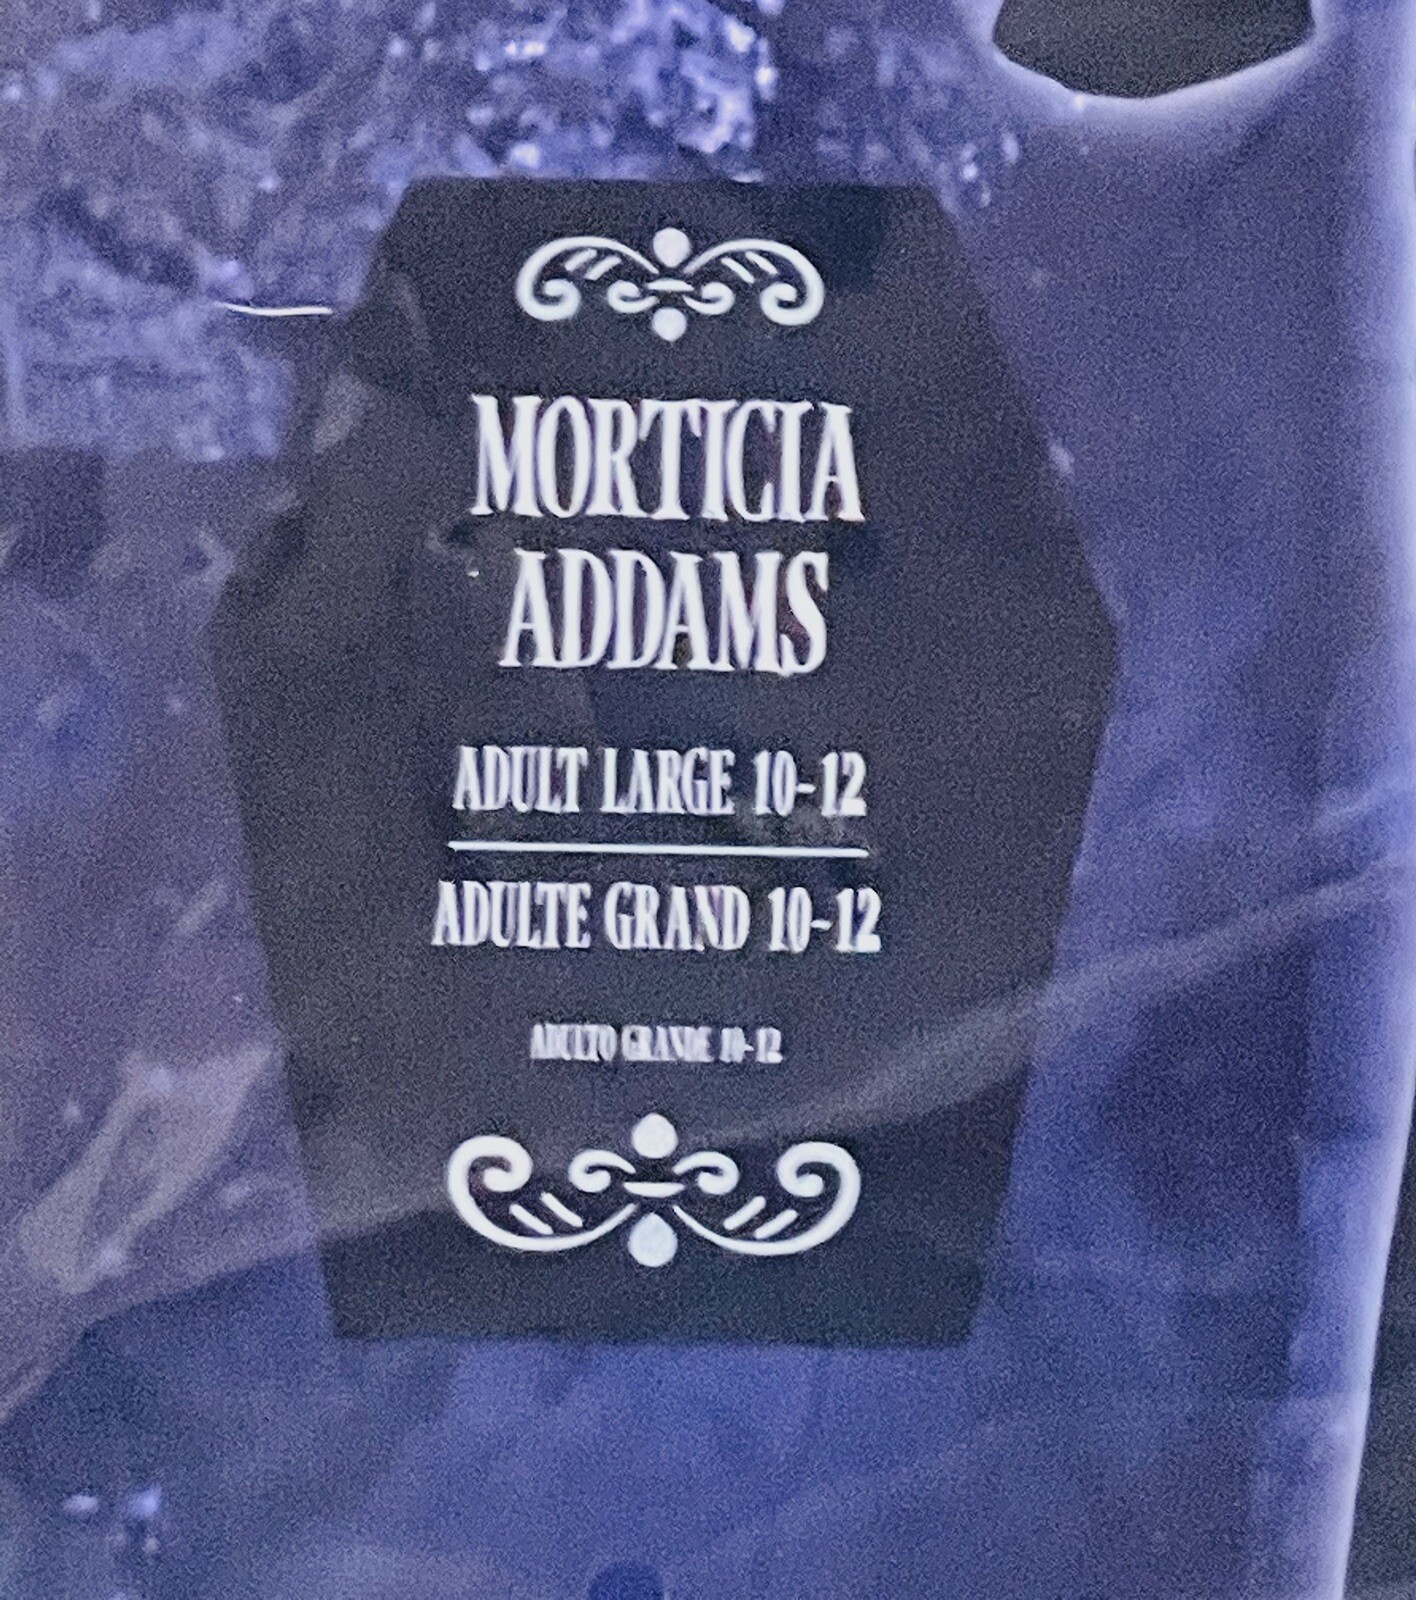 MORTICIA
ADDAMS
ADULT LARGE 10-12
ADULTE GRAND 10-12
ADULTO GRANDE 10-12